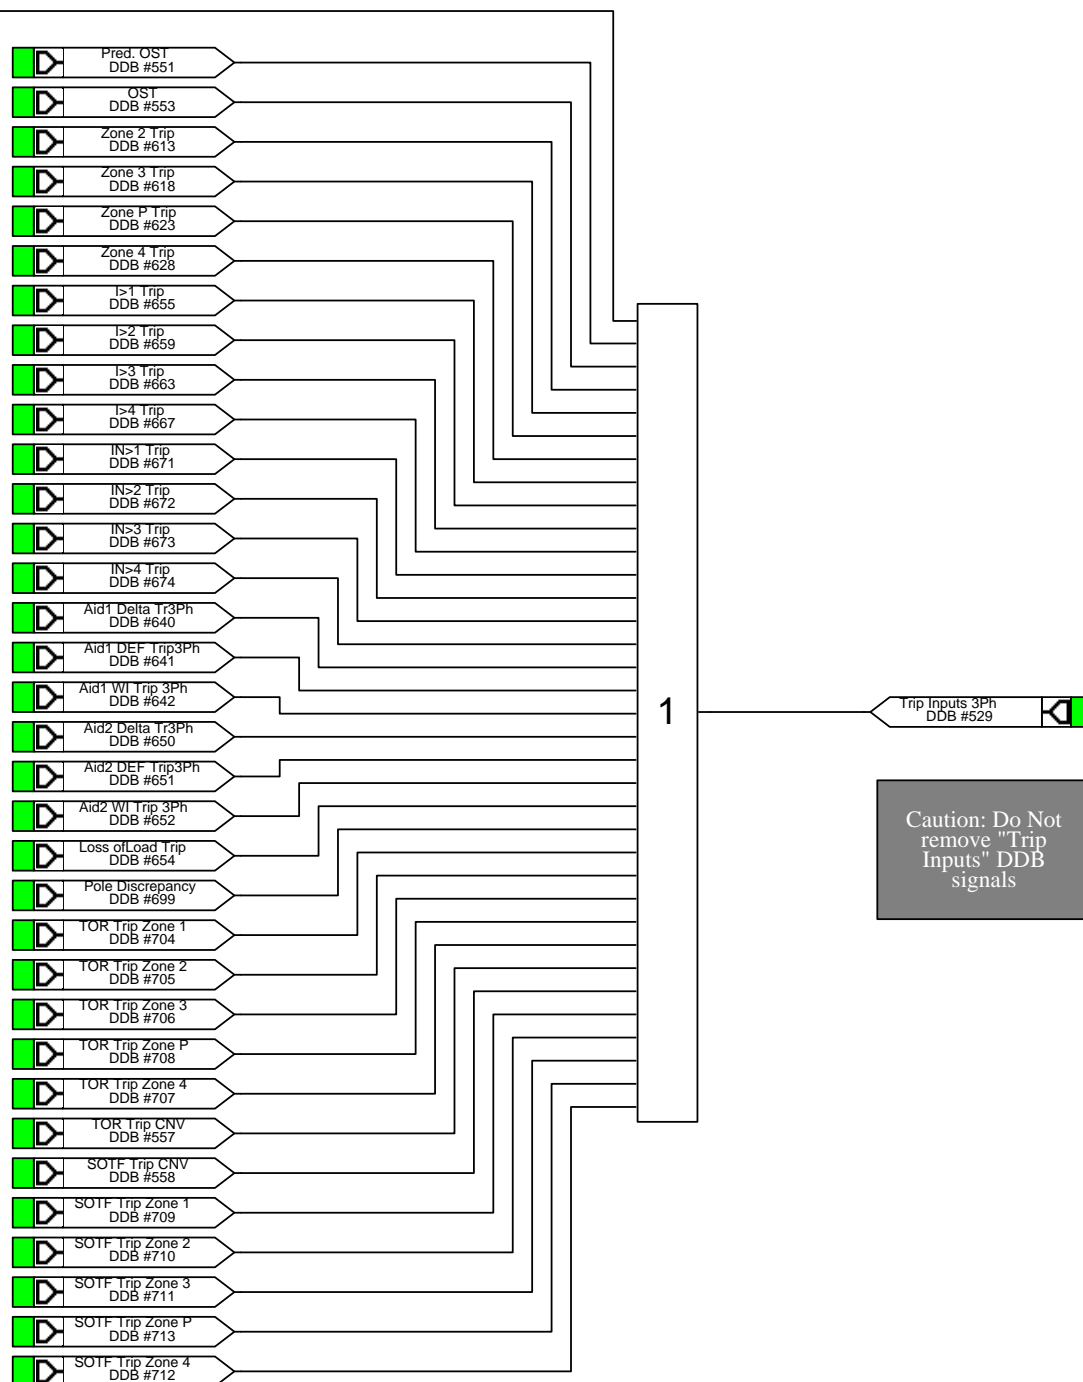 Pred. OST
DDB #551
OST
DDB #553
Zone 2 Trip
DDB #613
Zone 3 Trip
DDB #618
Zone P Trip
DDB #623
Zone 4 Trip
DDB #628
I>1 Trip
DDB #655
I>2 Trip
DDB #659
I>3 Trip
DDB #663
I>4 Trip
DDB #667
IN>1 Trip
DDB #671
IN>2 Trip
DDB #672
IN>3 Trip
DDB #673
IN>4 Trip
DDB #674
Aid1 Delta Tr3Ph
DDB #640
Aid1 DEF Trip3Ph
DDB #641
Aid1 WI Trip 3Ph
DDB #642
Aid2 Delta Tr3Ph
DDB #650
Aid2 DEF Trip3Ph
DDB #651
Aid2 WI Trip 3Ph
DDB #652
Loss ofLoad Trip
DDB #654
Pole Discrepancy
DDB #699
TOR Trip Zone 1
DDB #704
TOR Trip Zone 2
DDB #705
TOR Trip Zone 3
DDB #706
TOR Trip Zone P
DDB #708
TOR Trip Zone 4
DDB #707
TOR Trip CNV
DDB #557
SOTF Trip CNV
DDB #558
SOTF Trip Zone 1
DDB #709
SOTF Trip Zone 2
DDB #710
SOTF Trip Zone 3
DDB #711
SOTF Trip Zone P
DDB #713
SOTF Trip Zone 4
DDB #712
1
Trip Inputs 3Ph
DDB #529
Caution: Do Not
remove "Trip
Inputs" DDB
signals